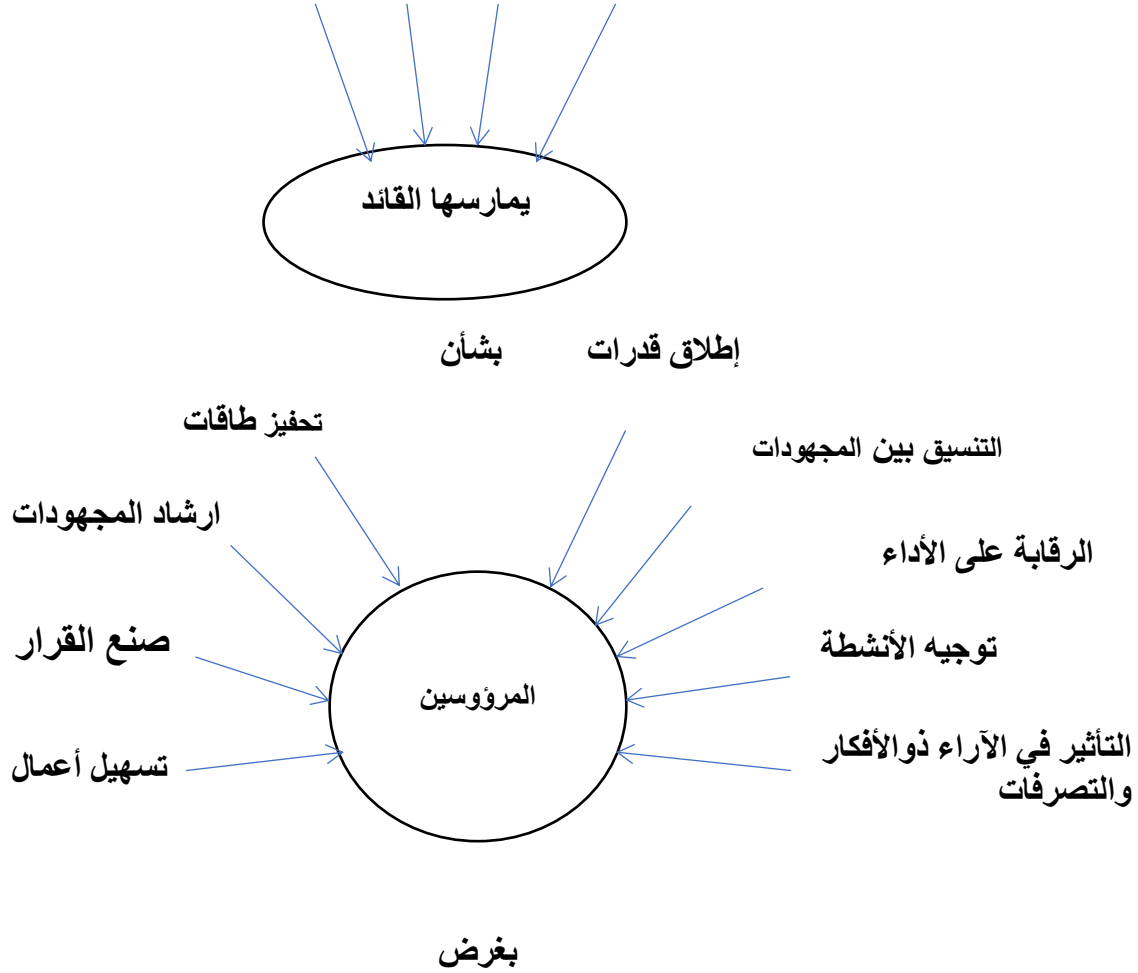 يمارسها القائد
إطلاق قدرات
بشأن
تحفيز طاقات
التنسيق بين المجهودات
ارشاد المجهودات
الرقابة على الأداء
صنع القرار
توجيه الأنشطة
المرؤوسين
التأثير في الآراء ذوالأفكار
والتصرفات
تسهيل أعمال
بغرض